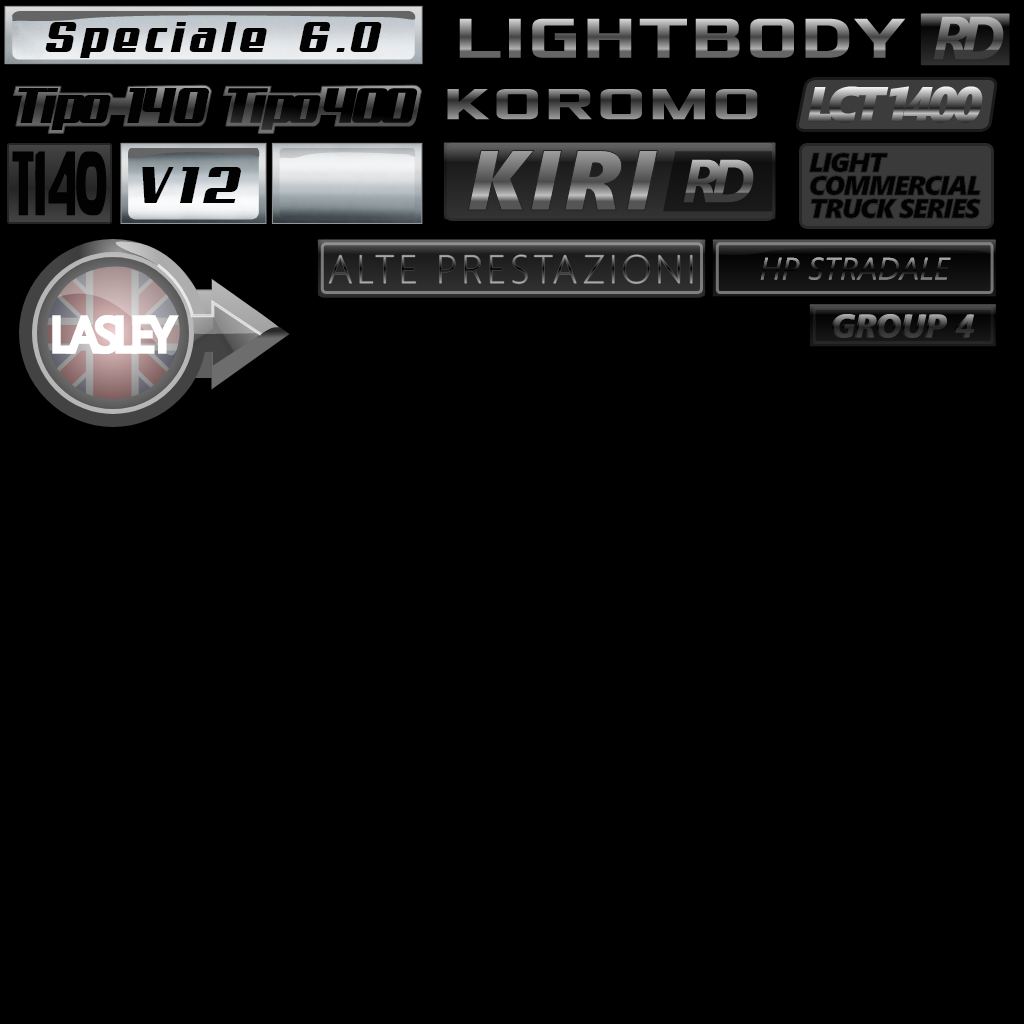 Speciale 6.0
LIGHTBODY RD
Tipo-140
Tipo400
KOROMO
LCT1400
T140
V12
KIRI RD
LIGHT
COMMERCIAL
TRUCK SERIES
ALTE PRESTAZIONI
HP STRADALE
LASLEY
GROUP 4